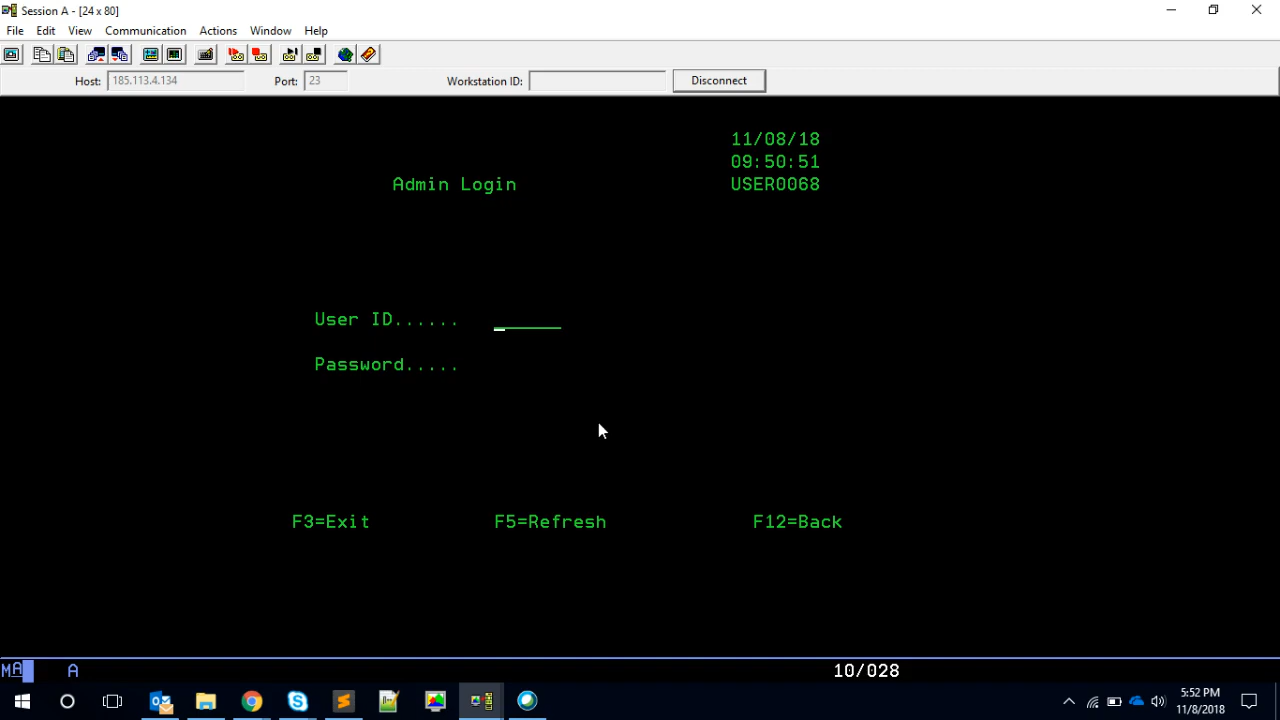 Session A - [24 x 80]
File Edit View Communication Actions Window Help
Host: 185.113.4.134 Port: 23 Workstation ID: Disconnect
11/08/18
09:50:51
Admin Login USER0068
User ID......
Password.....
F3=Exit F5=Refresh F12=Back
MA A 10/028
5:52 PM
11/8/2018